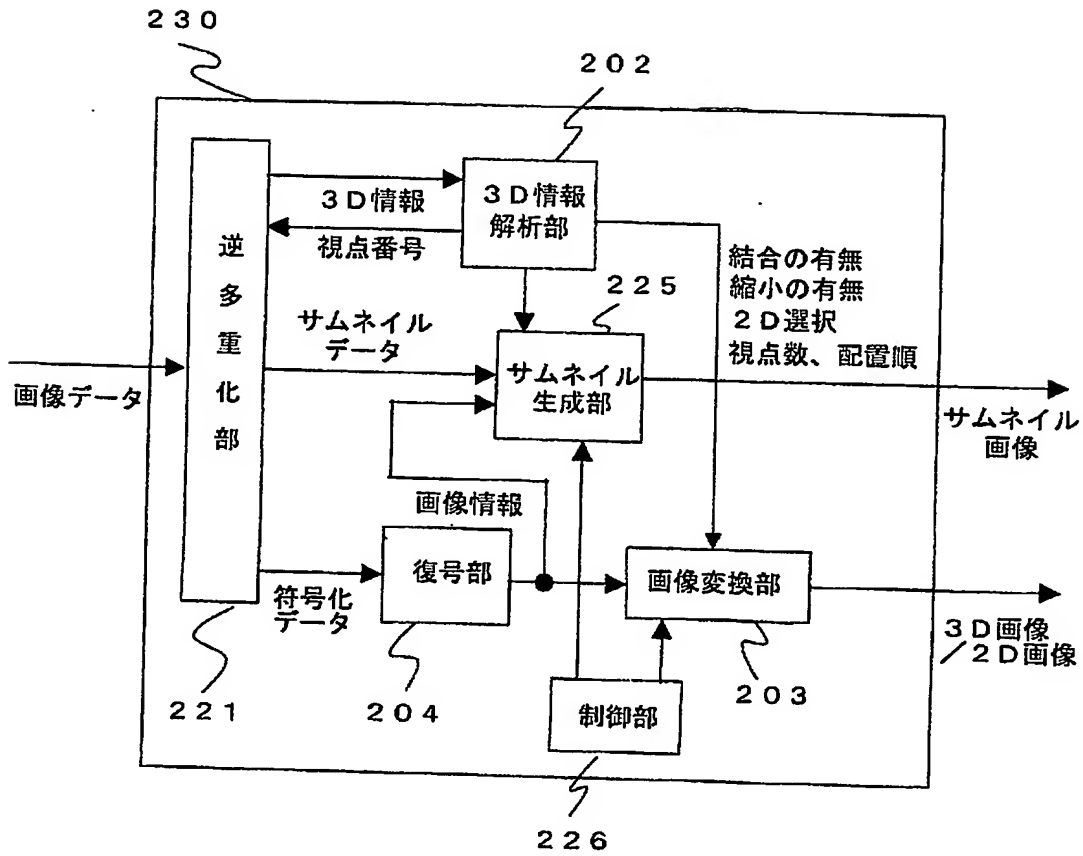 230
202
3D情報
視点番号
3D情報
解析部
逆多重化部
結合の有無
縮小の有無
2D選択
視点数、配置順
225
サムネイル
データ
サムネイル
生成部
画像データ
サムネイル
画像
画像情報
復号部
画像変換部
符号化
データ
3D画像
/2D画像
221
204
制御部
203
226